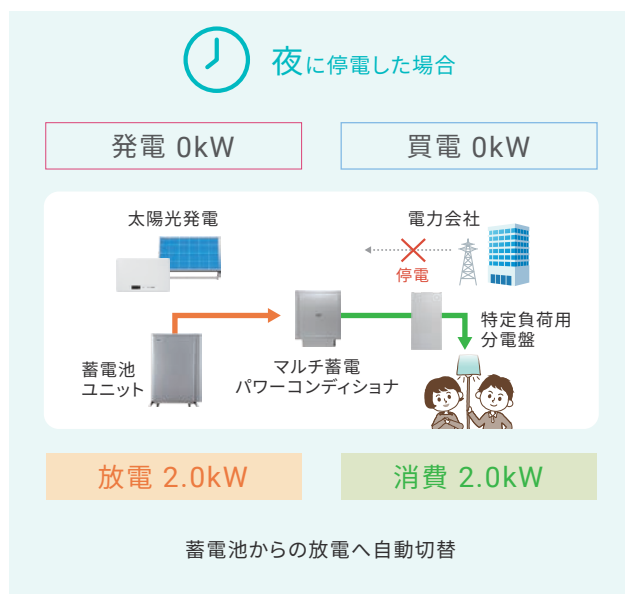 夜に停電した場合
発電 0kW
買電 0kW
太陽光発電
電力会社
停電
特定負荷用
分電盤
蓄電池
ユニット
マルチ蓄電
パワーコンディショナ
放電 2.0kW
消費 2.0kW
蓄電池からの放電へ自動切替